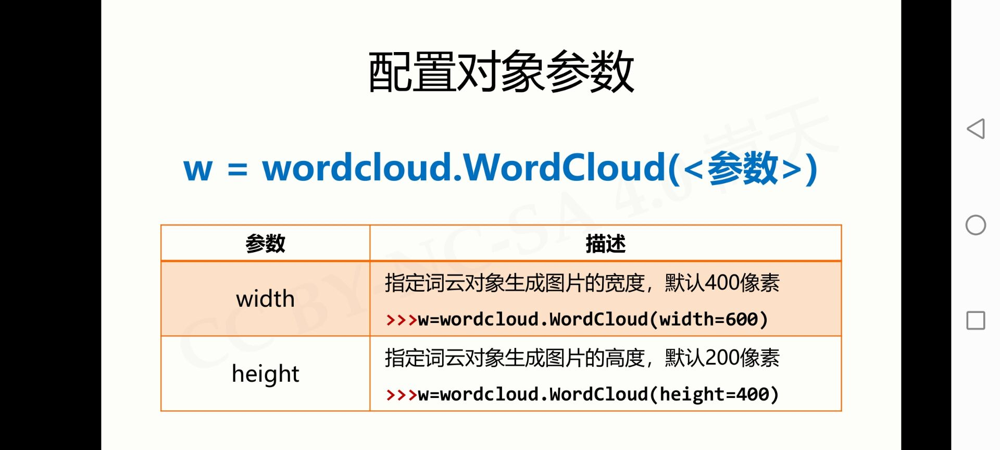 配置对象参数
w = wordcloud.WordCloud(<参数>)
参数 描述
width
指定词云对象生成图片的宽度，默认400像素
>>>w=wordcloud.WordCloud(width=600)
height
指定词云对象生成图片的高度，默认200像素
>>>w=wordcloud.WordCloud(height=400)
CC BY-NC-SA 4.0 嵩天